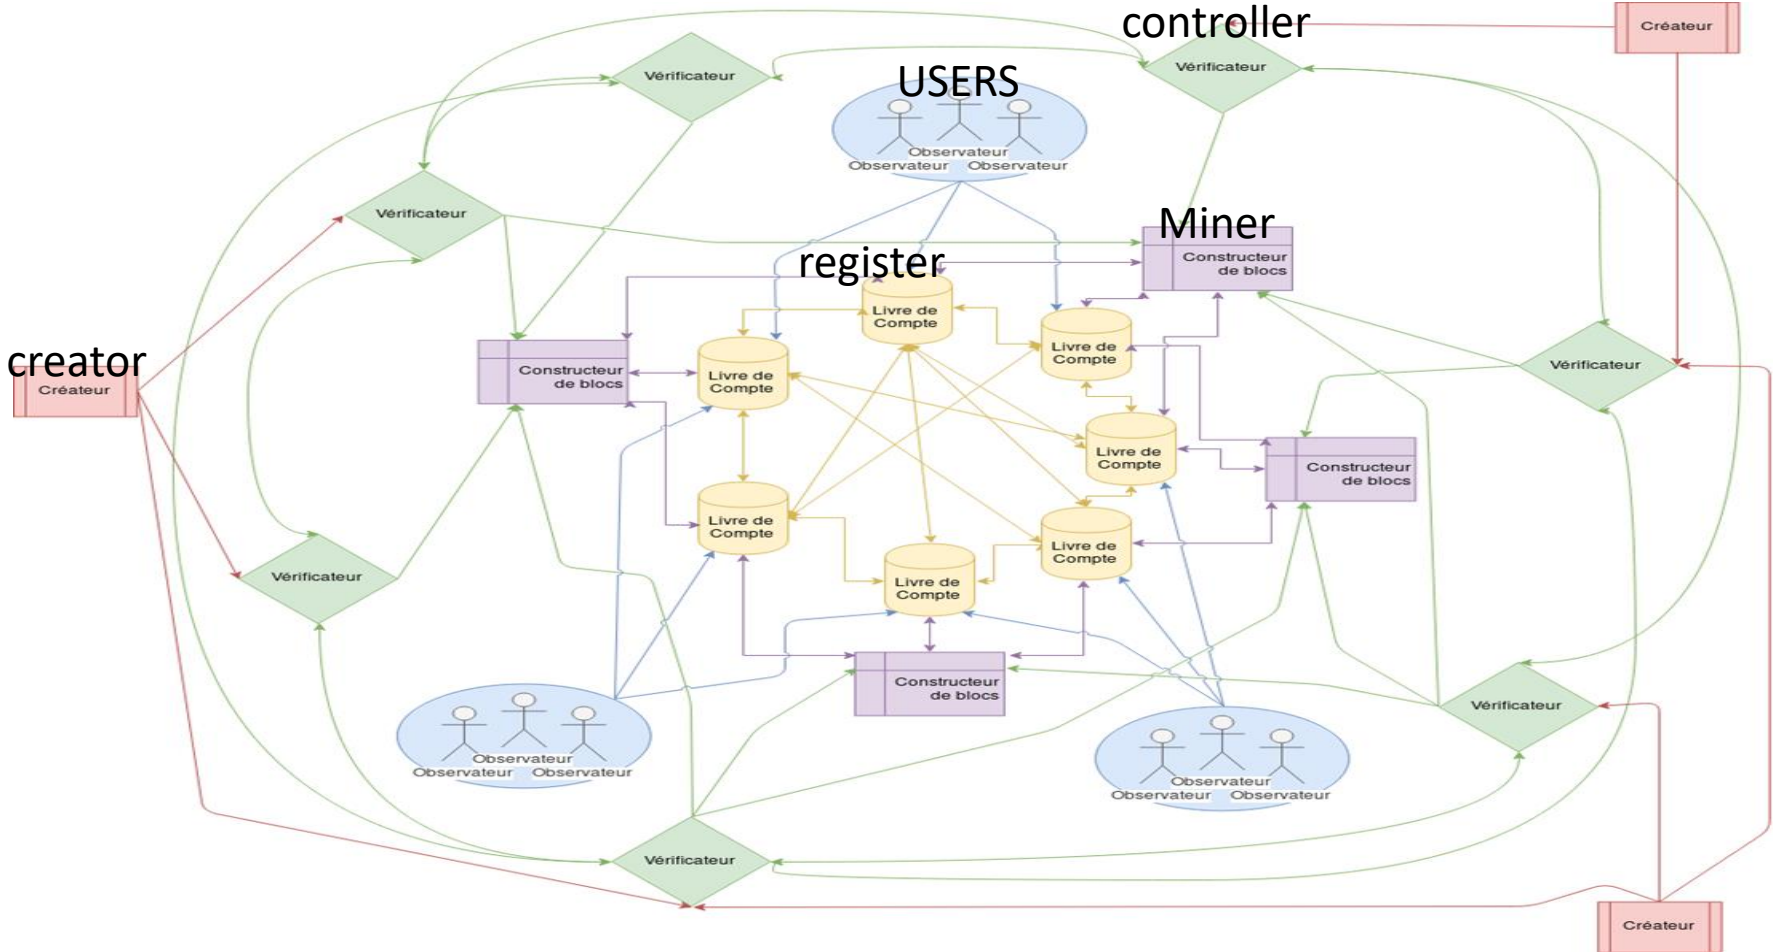 controller
Créateur
Vérificateur
Vérificateur
USERS
Observateur
Observateur
Observateur
Vérificateur
Miner
Constructeur
de blocs
register
Livre de
Compte
Livre de
Compte
creator
Créateur
Constructeur
de blocs
Livre de
Compte
Vérificateur
Livre de
Compte
Constructeur
de blocs
Livre de
Compte
Livre de
Compte
Vérificateur
Livre de
Compte
Constructeur
de blocs
Vérificateur
Observateur
Observateur
Observateur
Observateur
Observateur
Observateur
Vérificateur
Créateur